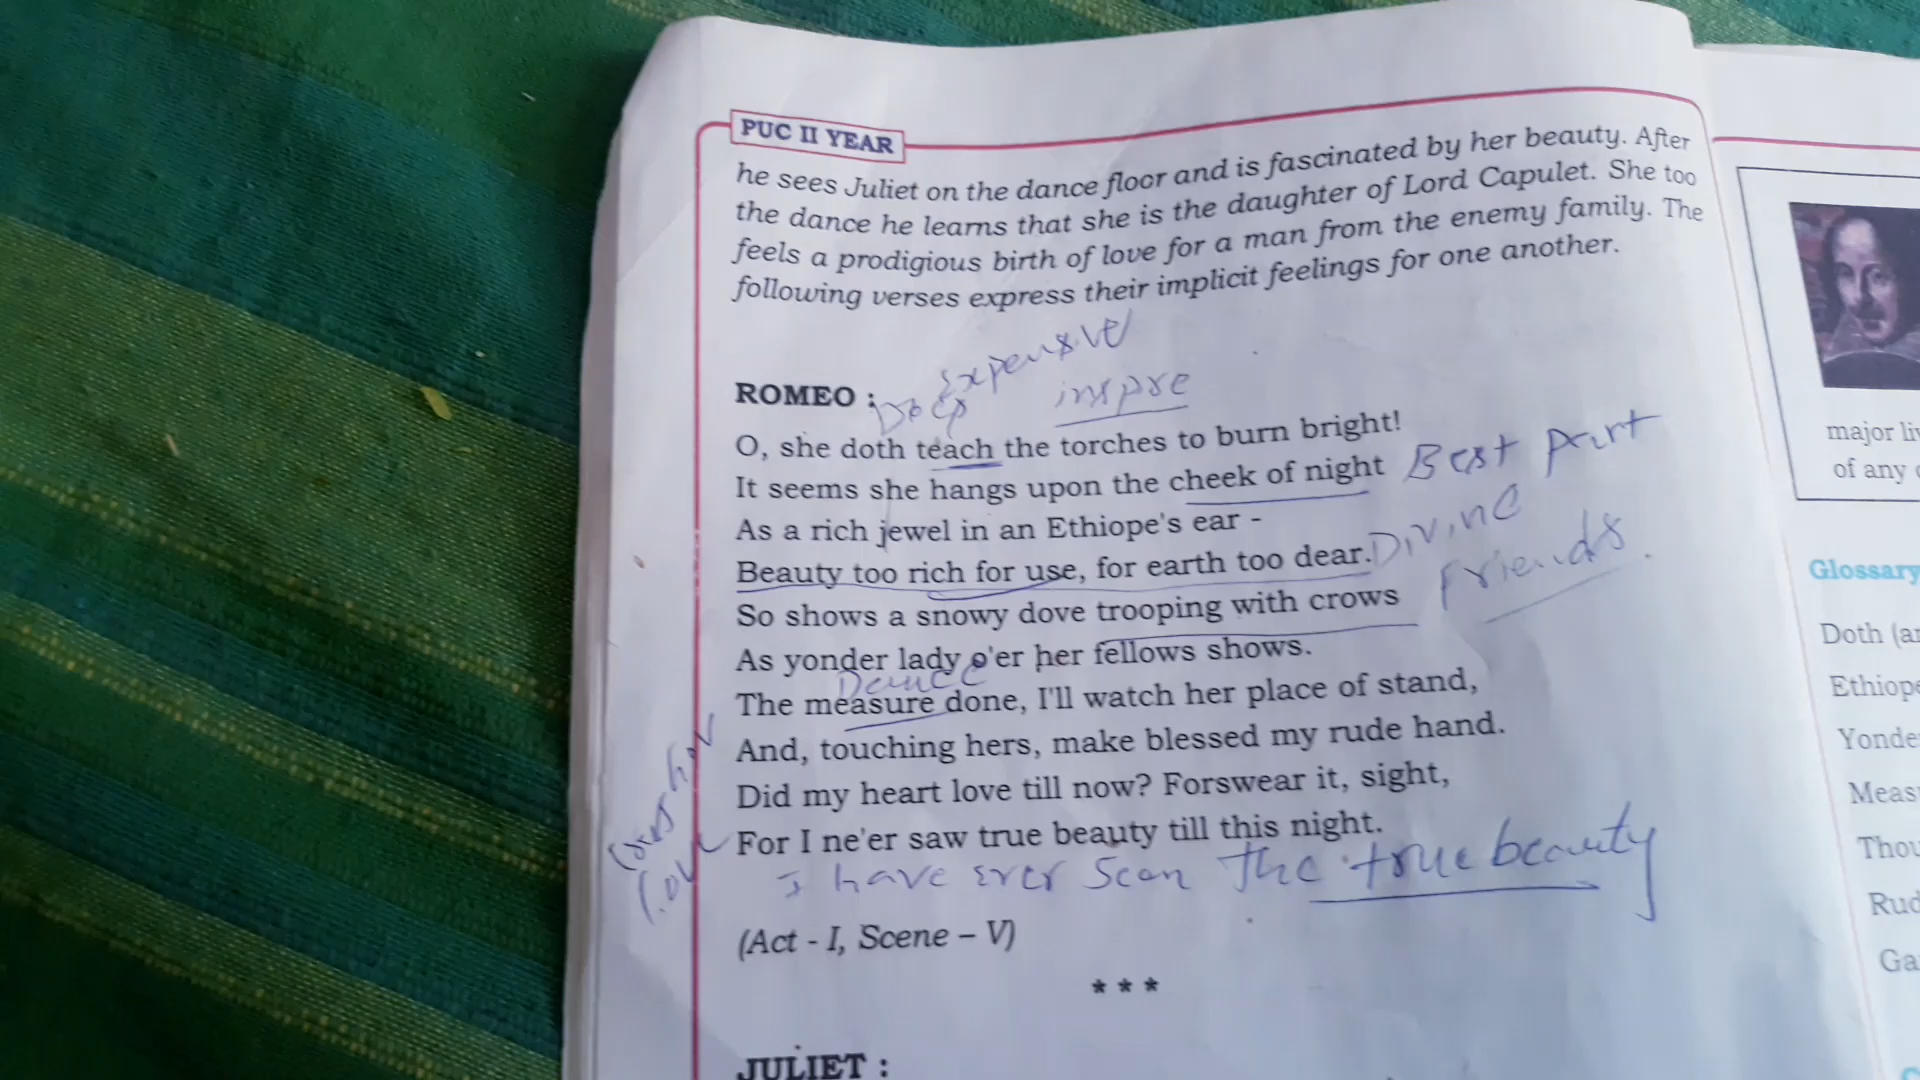 PUC II YEAR
he sees Juliet on the dance floor and is fascinated by her beauty. After
the dance he learns that she is the daughter of Lord Capulet. She too
feels a prodigious birth of love for a man from the enemy family. The
following verses express their implicit feelings for one another.
Expensive
ROMEO :
Does
O, she doth teach the torches to burn bright!
It seems she hangs upon the cheek of night Best part
As a rich jewel in an Ethiope's ear -
Divine
Beauty too rich for use, for earth too dear.
Friends
So shows a snowy dove trooping with crows
As yonder lady o'er her fellows shows.
Dance
The measure done, I'll watch her place of stand,
And, touching hers, make blessed my rude hand.
Did my heart love till now? Forswear it, sight,
For I ne'er saw true beauty till this night.
I have ever seen The true beauty
(Act - I, Scene – V)
* * *
JULIET :
major
of any
Glossary
Doth
Ethiope